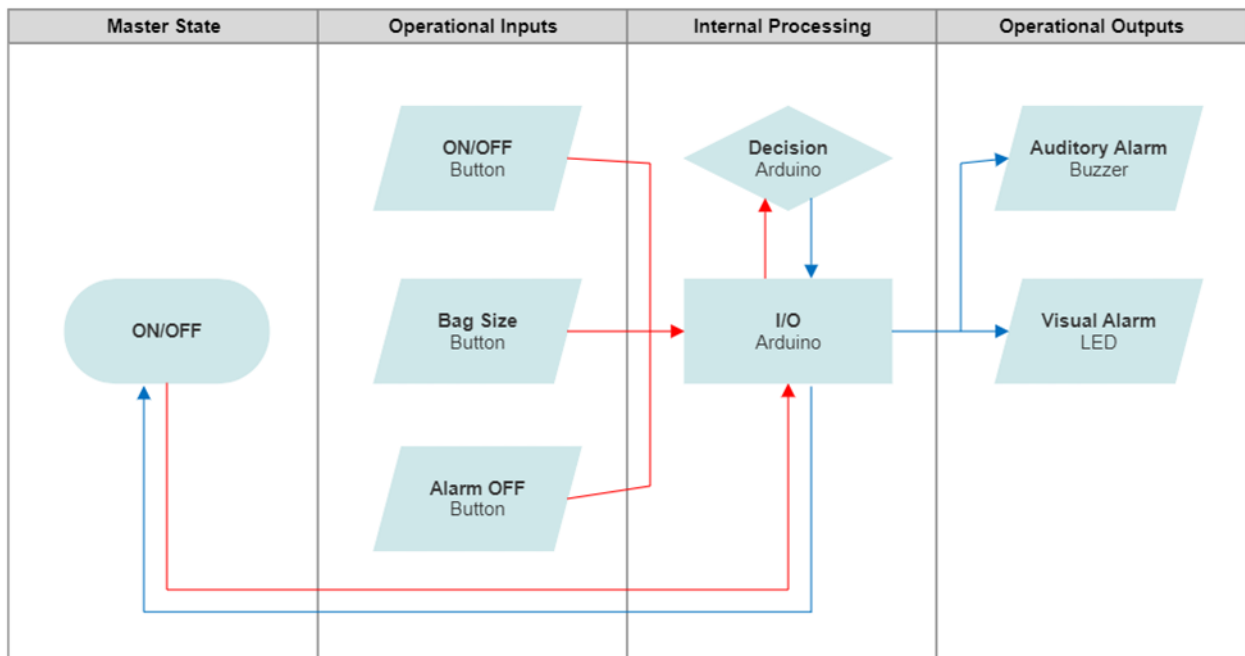 Master State
Operational Inputs
Internal Processing
Operational Outputs
ON/OFF
ON/OFF
Button
Bag Size
Button
Alarm OFF
Button
Decision
Arduino
I/O
Arduino
Auditory Alarm
Buzzer
Visual Alarm
LED